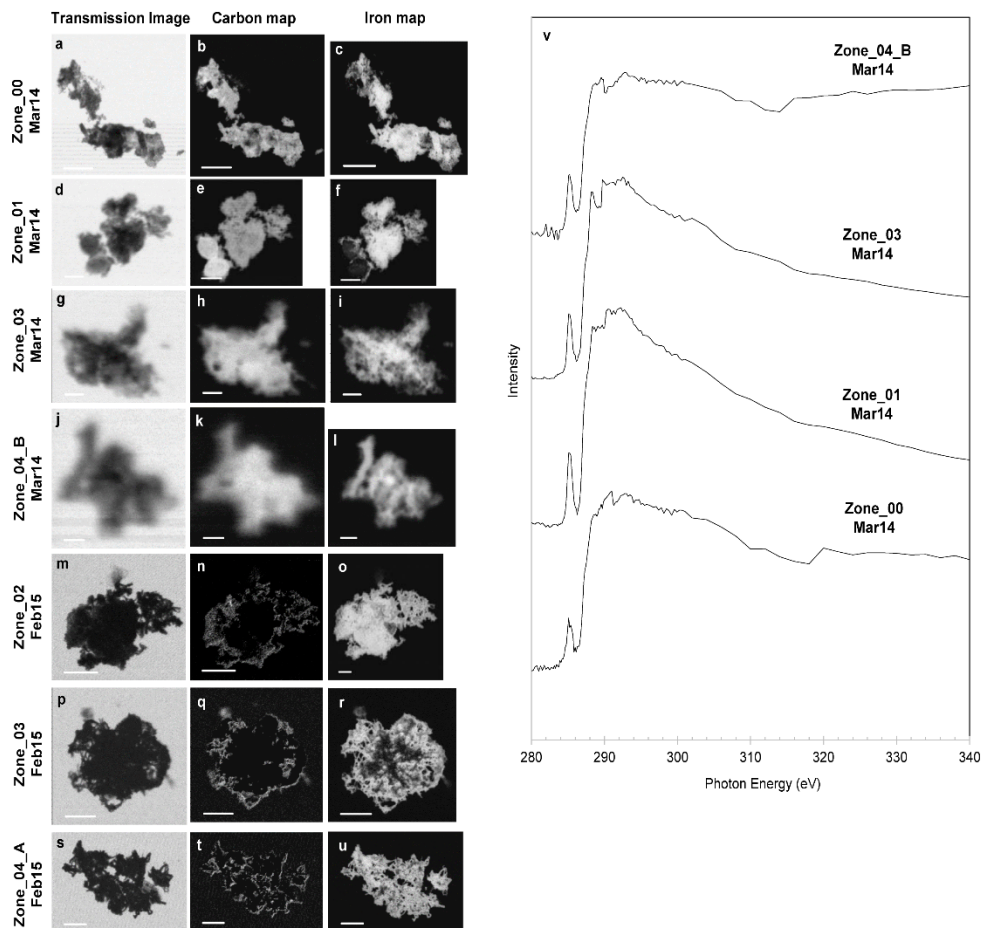 Transmission Image Carbon map Iron map
Zone_00
Mar14
a b c
Zone_01
Mar14
d e f
Zone_03
Mar14
g h i
Zone_04_B
Mar14
j k l
Zone_02
Feb15
m n o
Zone_03
Feb15
p q r
Zone_04_A
Feb15
s t u
v
Zone_04_B
Mar14
Zone_03
Mar14
Zone_01
Mar14
Zone_00
Mar14
Intensity
280 290 300 310 320 330 340
Photon Energy (eV)